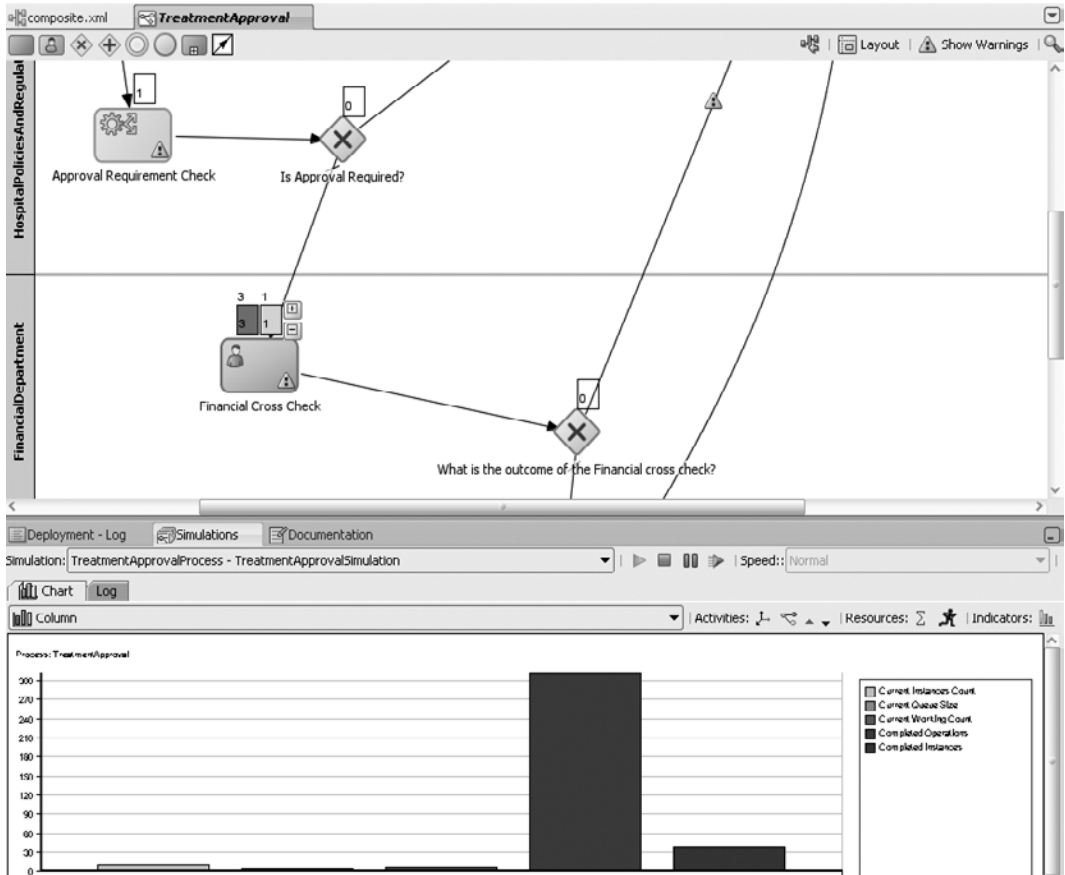 composite.xml TreatmentApproval
Layout Show Warnings
HospitalPoliciesAndRegulal
1
0
Approval Requirement Check Is Approval Required?
FinancialDepartment
3 1
3 1
Financial Cross Check
0
What is the outcome of the Financial cross check?
Deployment - Log Simulations Documentation
Simulation: TreatmentApprovalProcess - TreatmentApprovalSimulation Speed:: Normal
Chart Log
Column Activities: Resources: Σ Indicators:
Process: TreatmentApproval
300
270
240
210
180
150
120
90
60
30
0
Current Instances Count
Current Queue Size
Current Working Count
Completed Operations
Completed Instances